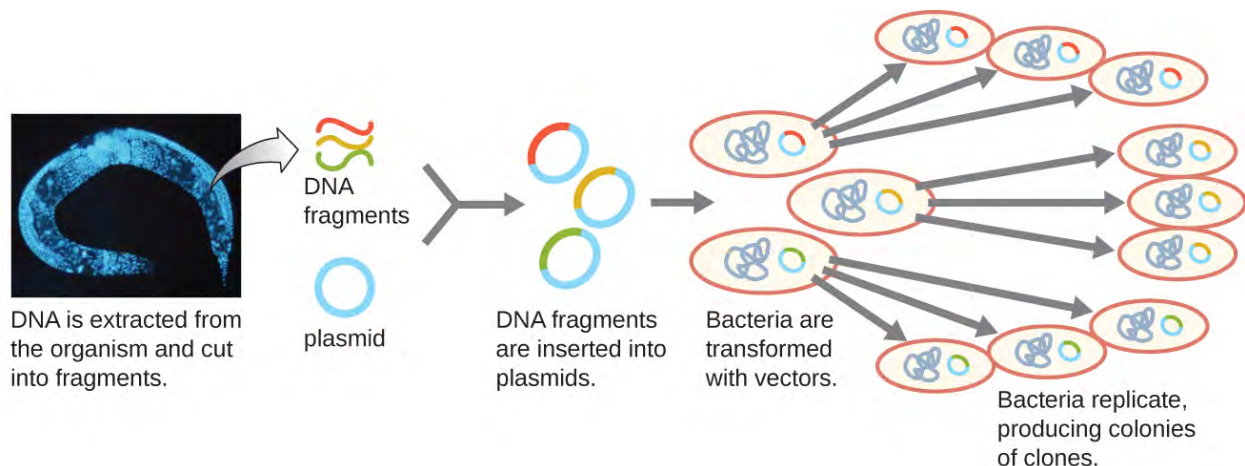 DNA
fragments
plasmid
DNA is extracted from
the organism and cut
into fragments.
DNA fragments
are inserted into
plasmids.
Bacteria are
transformed
with vectors.
Bacteria replicate,
producing colonies
of clones.